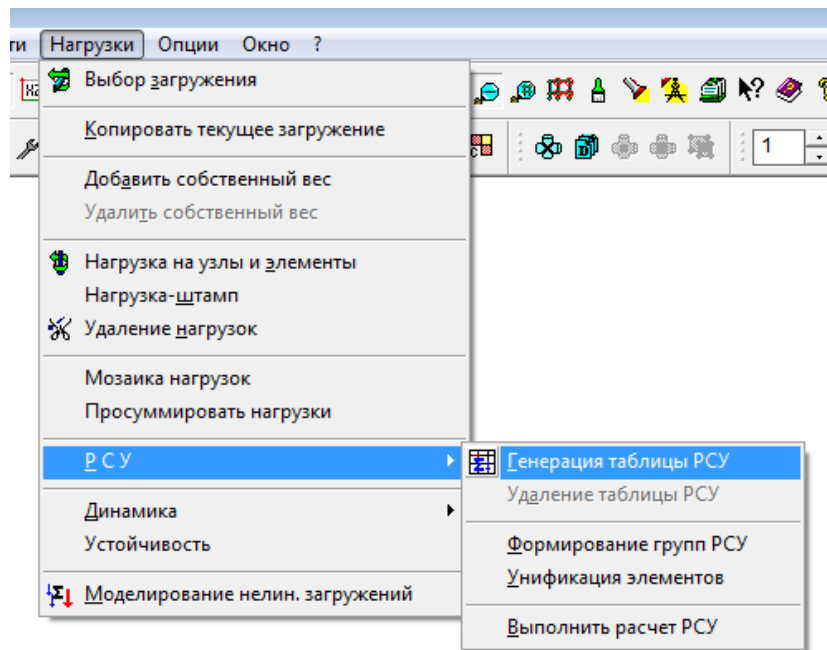 ти Нагрузки Опции Окно ?
Выбор загружения
Копировать текущее загружение
1
Добавить собственный вес
Удалить собственный вес
Нагрузка на узлы и элементы
Нагрузка-штамп
Удаление нагрузок
Мозаика нагрузок
Просуммировать нагрузки
Р С У
Генерация таблицы РСУ
Удаление таблицы РСУ
Динамика
Устойчивость
Формирование групп РСУ
Унификация элементов
Моделирование нелин. загружений
Выполнить расчет РСУ